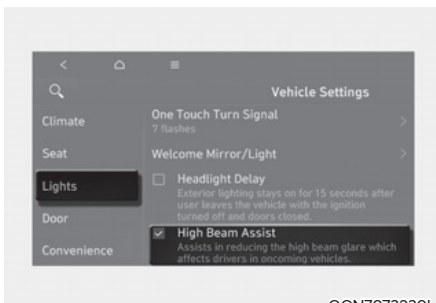 Vehicle Settings
Climate
Seat
Lights
Door
Convenience
One Touch Turn Signal
7 flashes
Welcome Mirror/Light
Headlight Delay
Exterior lighting stays on for 15 seconds after
user leaves the vehicle with the ignition
turned off and doors closed.
High Beam Assist
Assists in reducing the high beam glare which
affects drivers in oncoming vehicles.